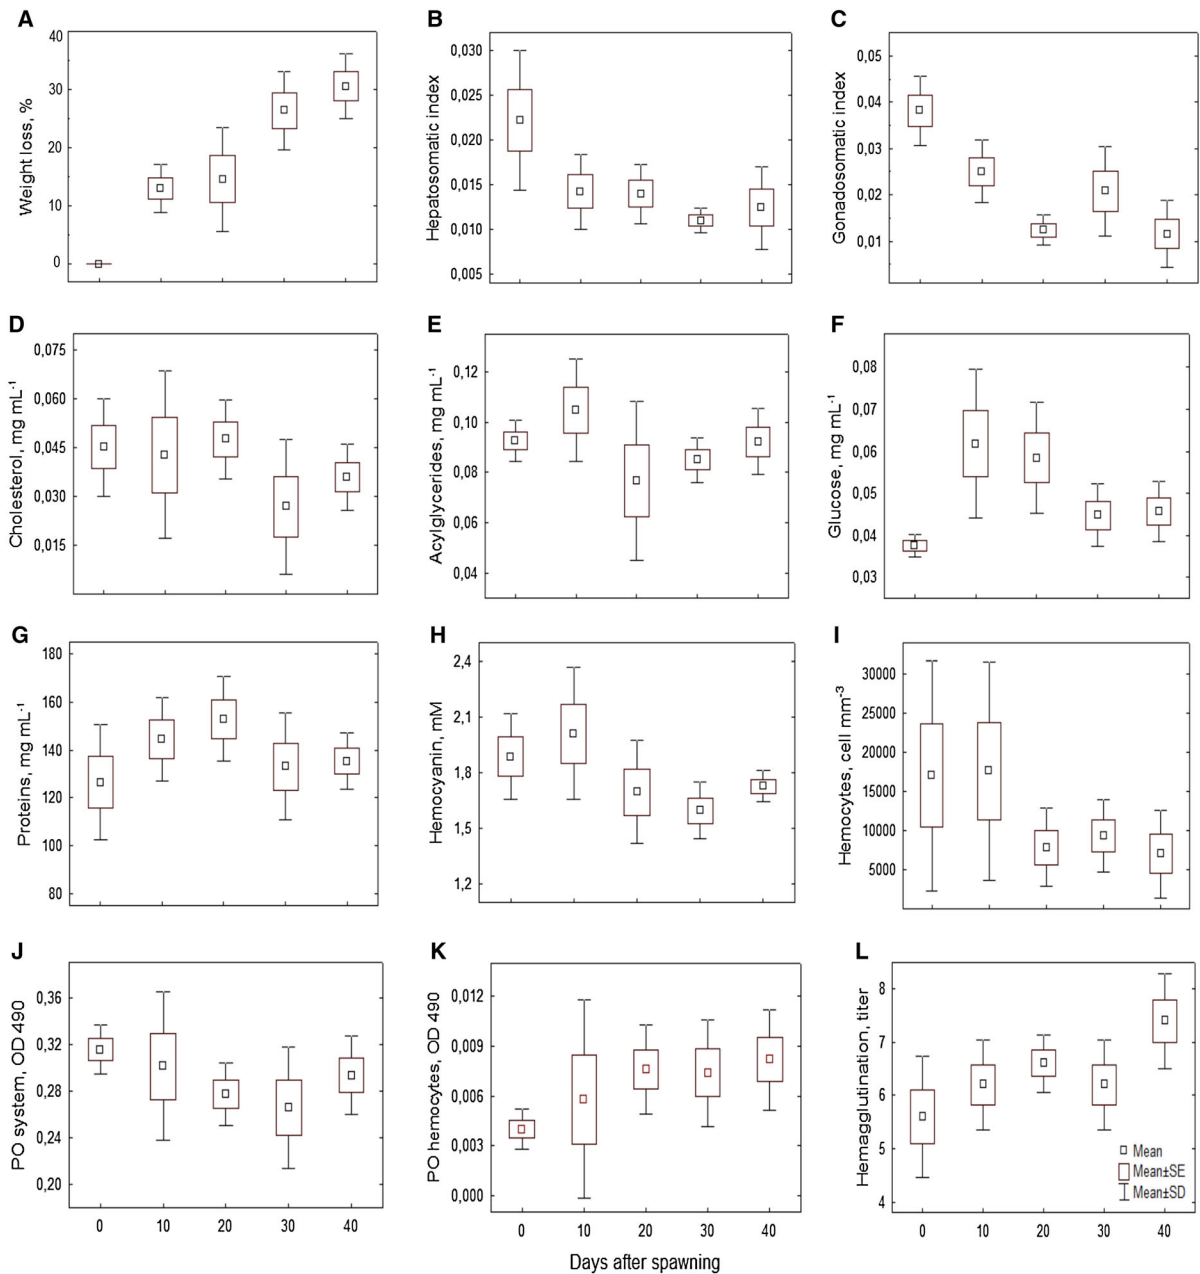 A
Weight loss, %
40
30
20
10
0
B
Hepatosomatic index
0,030
0,025
0,020
0,015
0,010
0,005
C
Gonadosomatic index
0,05
0,04
0,03
0,02
0,01
D
Cholesterol, mg mL-1
0,075
0,060
0,045
0,030
0,015
E
Acylglycerides, mg mL-1
0,12
0,10
0,08
0,06
0,04
F
Glucose, mg mL-1
0,08
0,07
0,06
0,05
0,04
0,03
G
Proteins, mg mL-1
180
160
140
120
100
80
H
Hemocyanin, mM
2,4
2,1
1,8
1,5
1,2
I
Hemocytes, cell mm-3
30000
25000
20000
15000
10000
5000
J
PO system, OD 490
0,36
0,32
0,28
0,24
0,20
0 10 20 30 40
K
PO hemocytes, OD 490
0,012
0,009
0,006
0,003
0,000
0 10 20 30 40
L
Hemagglutination, titer
8
7
6
5
4
Mean
Mean±SE
Mean±SD
0 10 20 30 40
Days after spawning